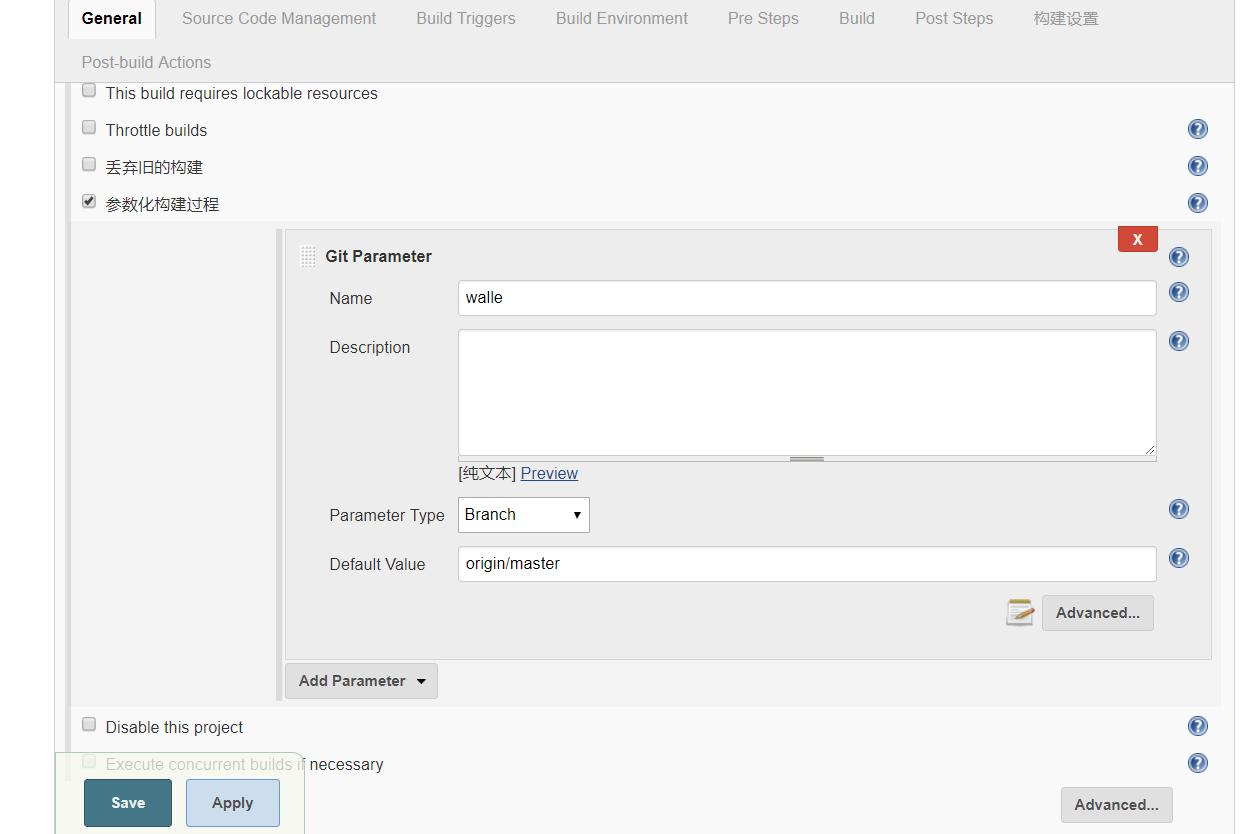 General Source Code Management Build Triggers Build Environment Pre Steps Build Post Steps 构建设置
Post-build Actions
This build requires lockable resources
Throttle builds
丢弃旧的构建
参数化构建过程
X
Git Parameter
Name walle
Description
[纯文本] Preview
Parameter Type Branch
Default Value origin/master
Advanced...
Add Parameter
Disable this project
Execute concurrent builds if necessary
Save Apply Advanced...